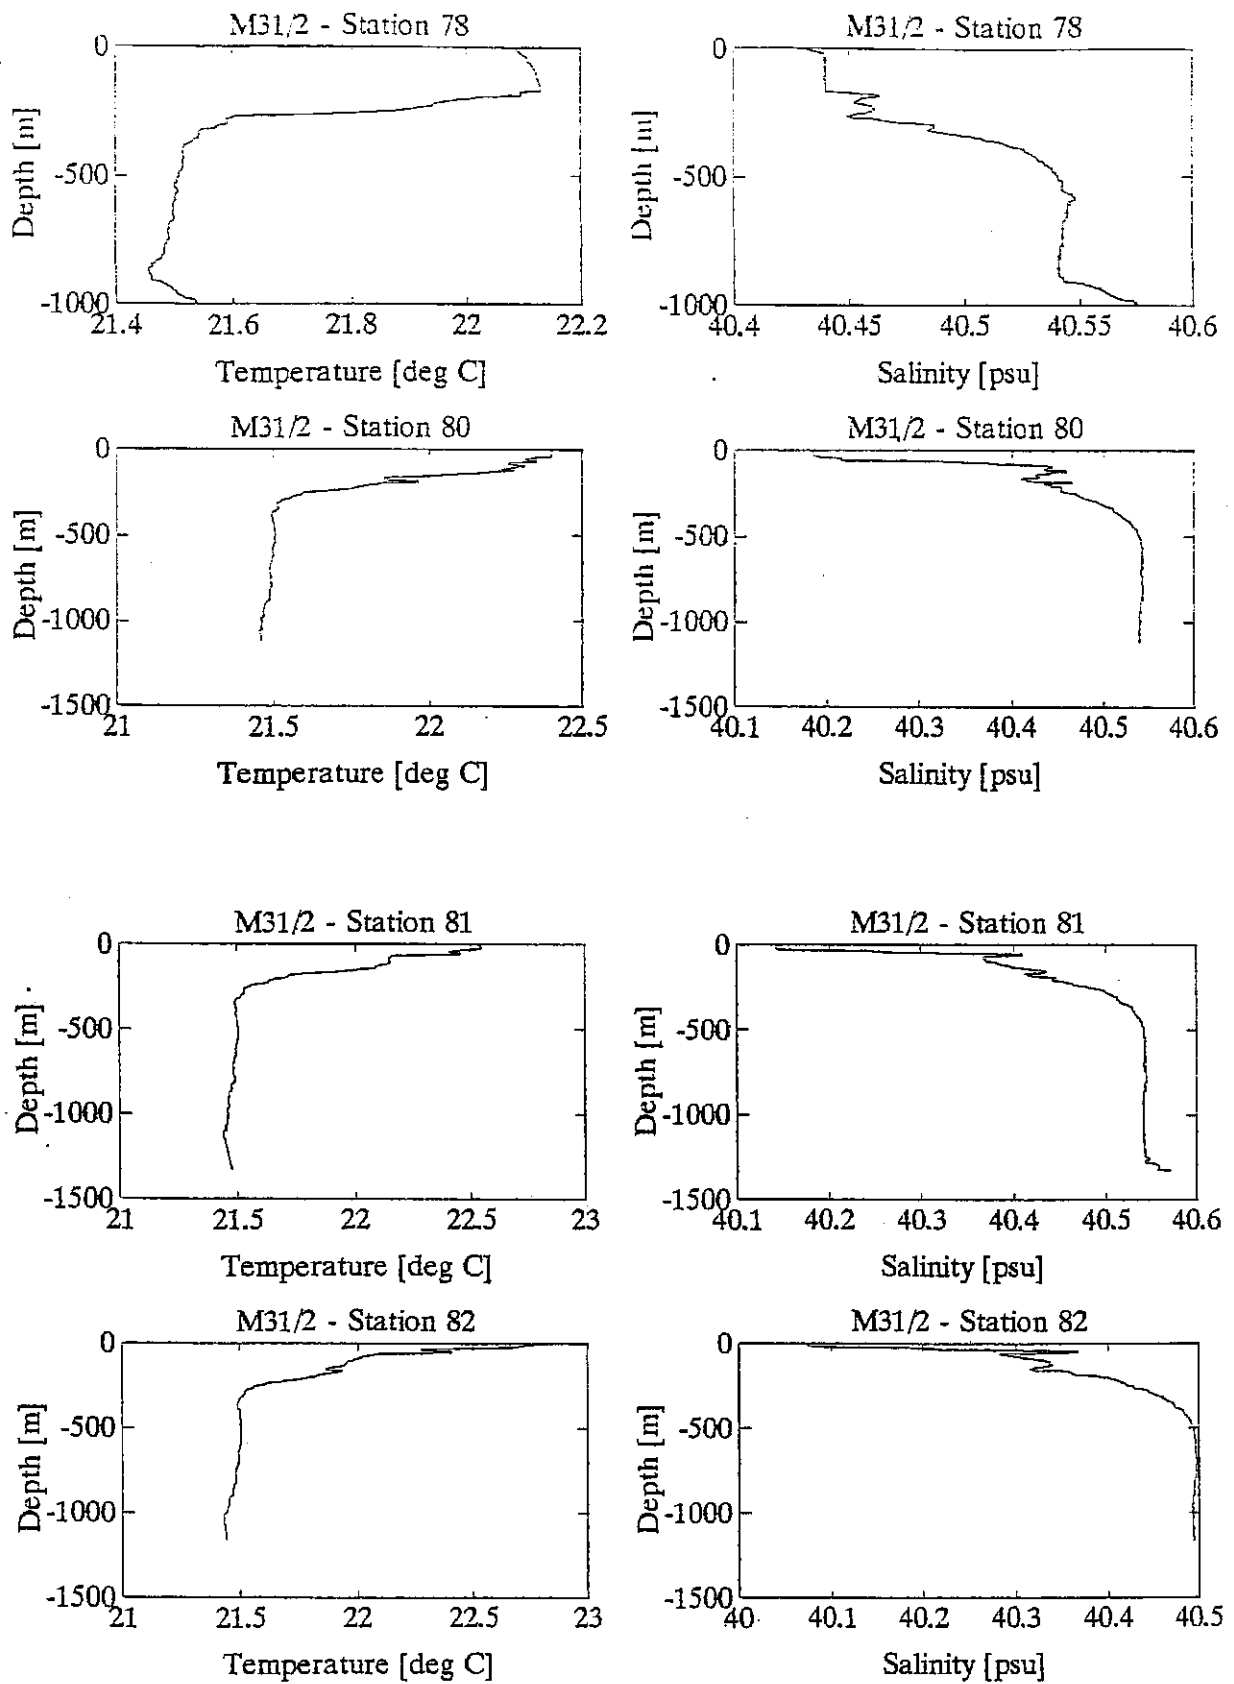 M31/2 - Station 78
0
-500
-1000
21.4 21.6 21.8 22 22.2
Depth [m]
Temperature [deg C]
M31/2 - Station 78
0
-500
-1000
40.4 40.45 40.5 40.55 40.6
Depth [m]
Salinity [psu]
M31/2 - Station 80
0
-500
-1000
-1500
21 21.5 22 22.5
Depth [m]
Temperature [deg C]
M31/2 - Station 80
0
-500
-1000
-1500
40.1 40.2 40.3 40.4 40.5 40.6
Depth [m]
Salinity [psu]
M31/2 - Station 81
0
-500
-1000
-1500
21 21.5 22 22.5 23
Depth [m]
Temperature [deg C]
M31/2 - Station 81
0
-500
-1000
-1500
40.1 40.2 40.3 40.4 40.5 40.6
Depth [m]
Salinity [psu]
M31/2 - Station 82
0
-500
-1000
-1500
21 21.5 22 22.5 23
Depth [m]
Temperature [deg C]
M31/2 - Station 82
0
-500
-1000
-1500
40 40.1 40.2 40.3 40.4 40.5
Depth [m]
Salinity [psu]